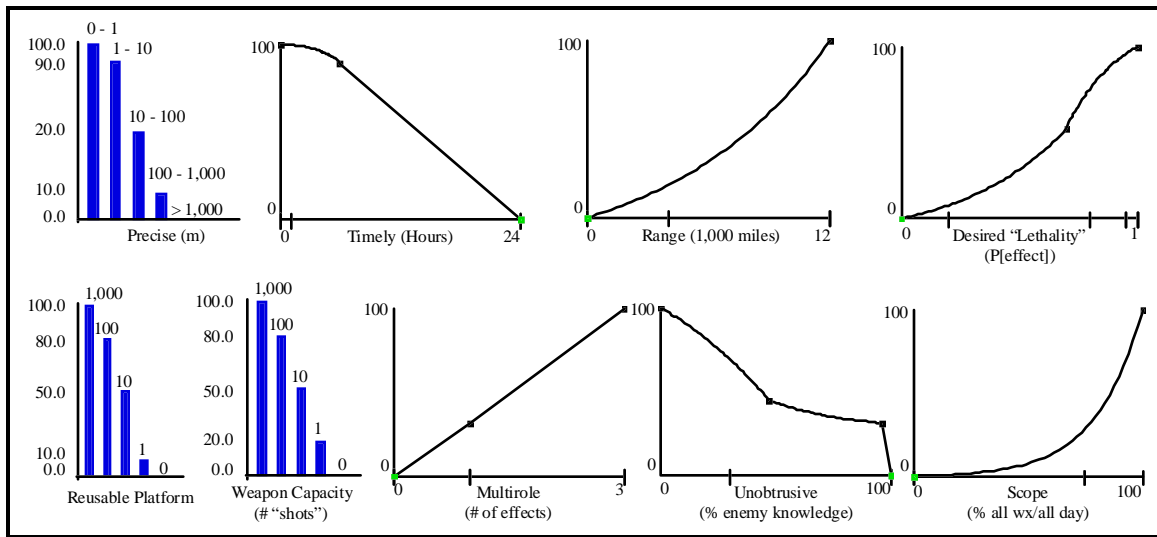 0 - 1
100.0
1 - 10
90.0
10 - 100
20.0
100 - 1,000
10.0
> 1,000
0.0
Precise (m)
100
0
0
Timely (Hours)
24
100
0
0
Range (1,000 miles)
12
100
0
0
Desired “Lethality”
1
(P[effect])
1,000
100.0
100
80.0
10
50.0
1
10.0
0
0.0
Reusable Platform
1,000
100.0
100
80.0
10
50.0
1
20.0
0
0.0
Weapon Capacity
(# “shots”)
100
0
0
Multirole
3
(# of effects)
100
0
0
Unobtrusive
100
(% enemy knowledge)
100
0
0
Scope
100
(% all wx/all day)